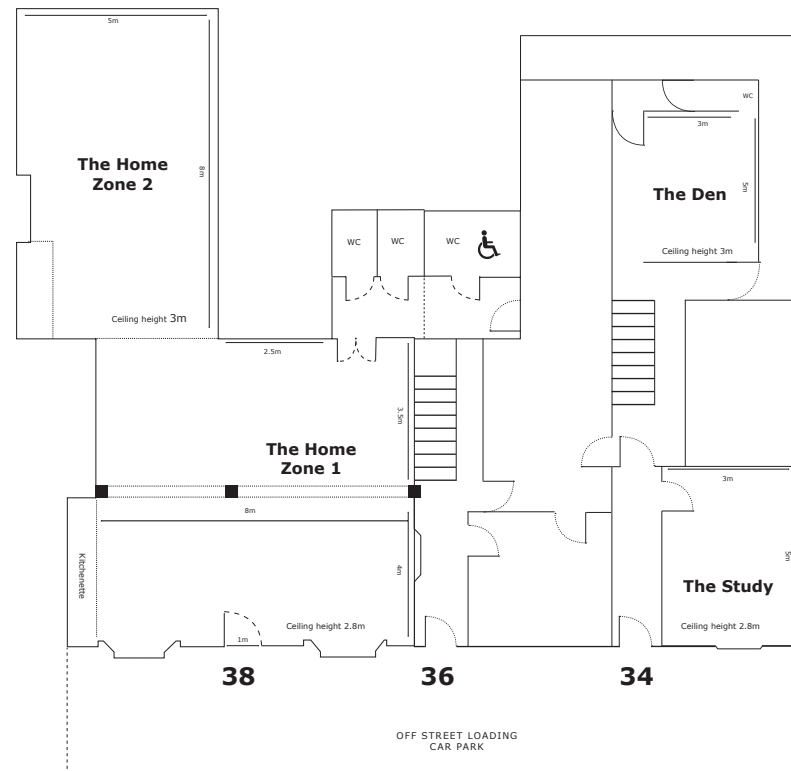 5m
The Home
Zone 2
8m
Ceiling height 3m
WC
WC
WC
WC
3m
The Den
5m
Ceiling height 3m
2.5m
3.5m
The Home
Zone 1
8m
Kitchenette
4m
Ceiling height 2.8m
1m
3m
5m
The Study
Ceiling height 2.8m
38
36
34
OFF STREET LOADING
CAR PARK